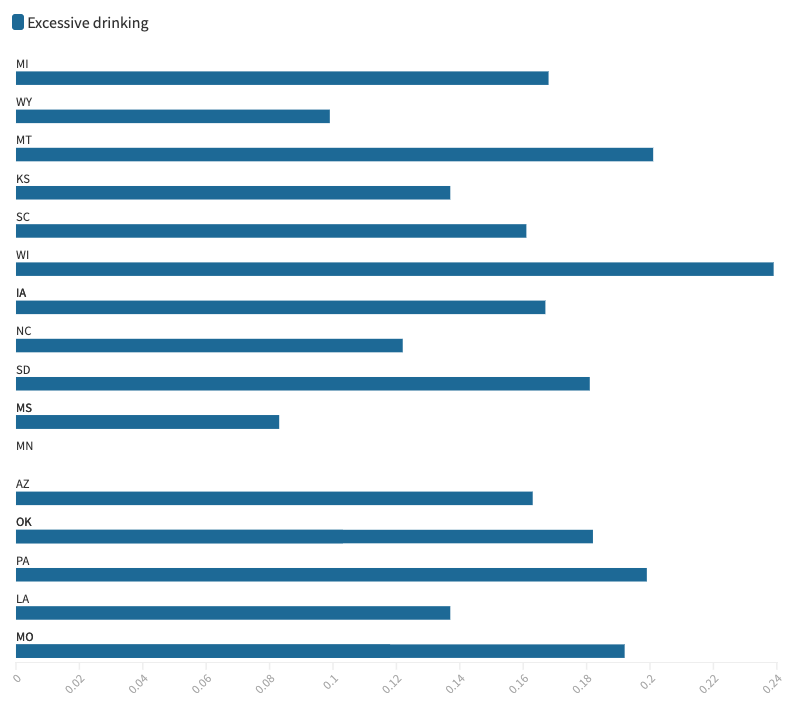 Excessive drinking
MI
WY
MT
KS
SC
WI
IA
NC
SD
MS
MN
AZ
OK
PA
LA
MO
0
0.02
0.04
0.06
0.08
0.1
0.12
0.14
0.16
0.18
0.2
0.22
0.24